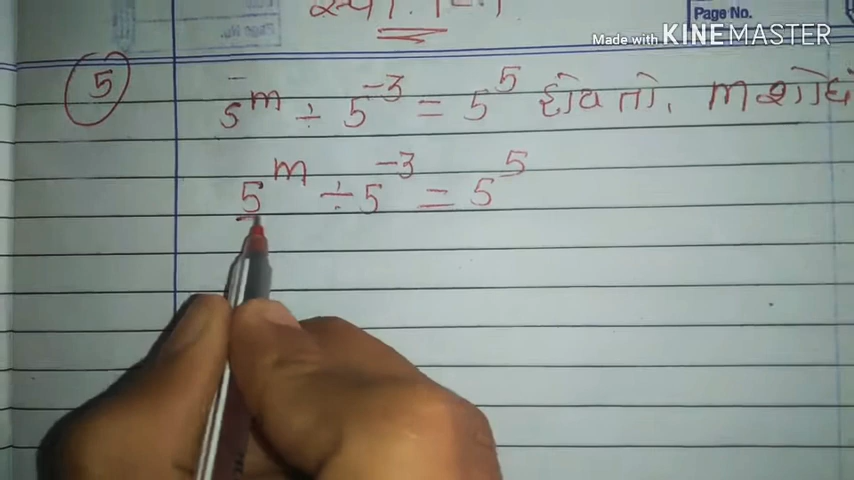 Page No.
Made with KINEMASTER
5 5^m ÷ 5^-3 = 5^5 હોય તો, m શોધો
5^m ÷ 5^-3 = 5^5